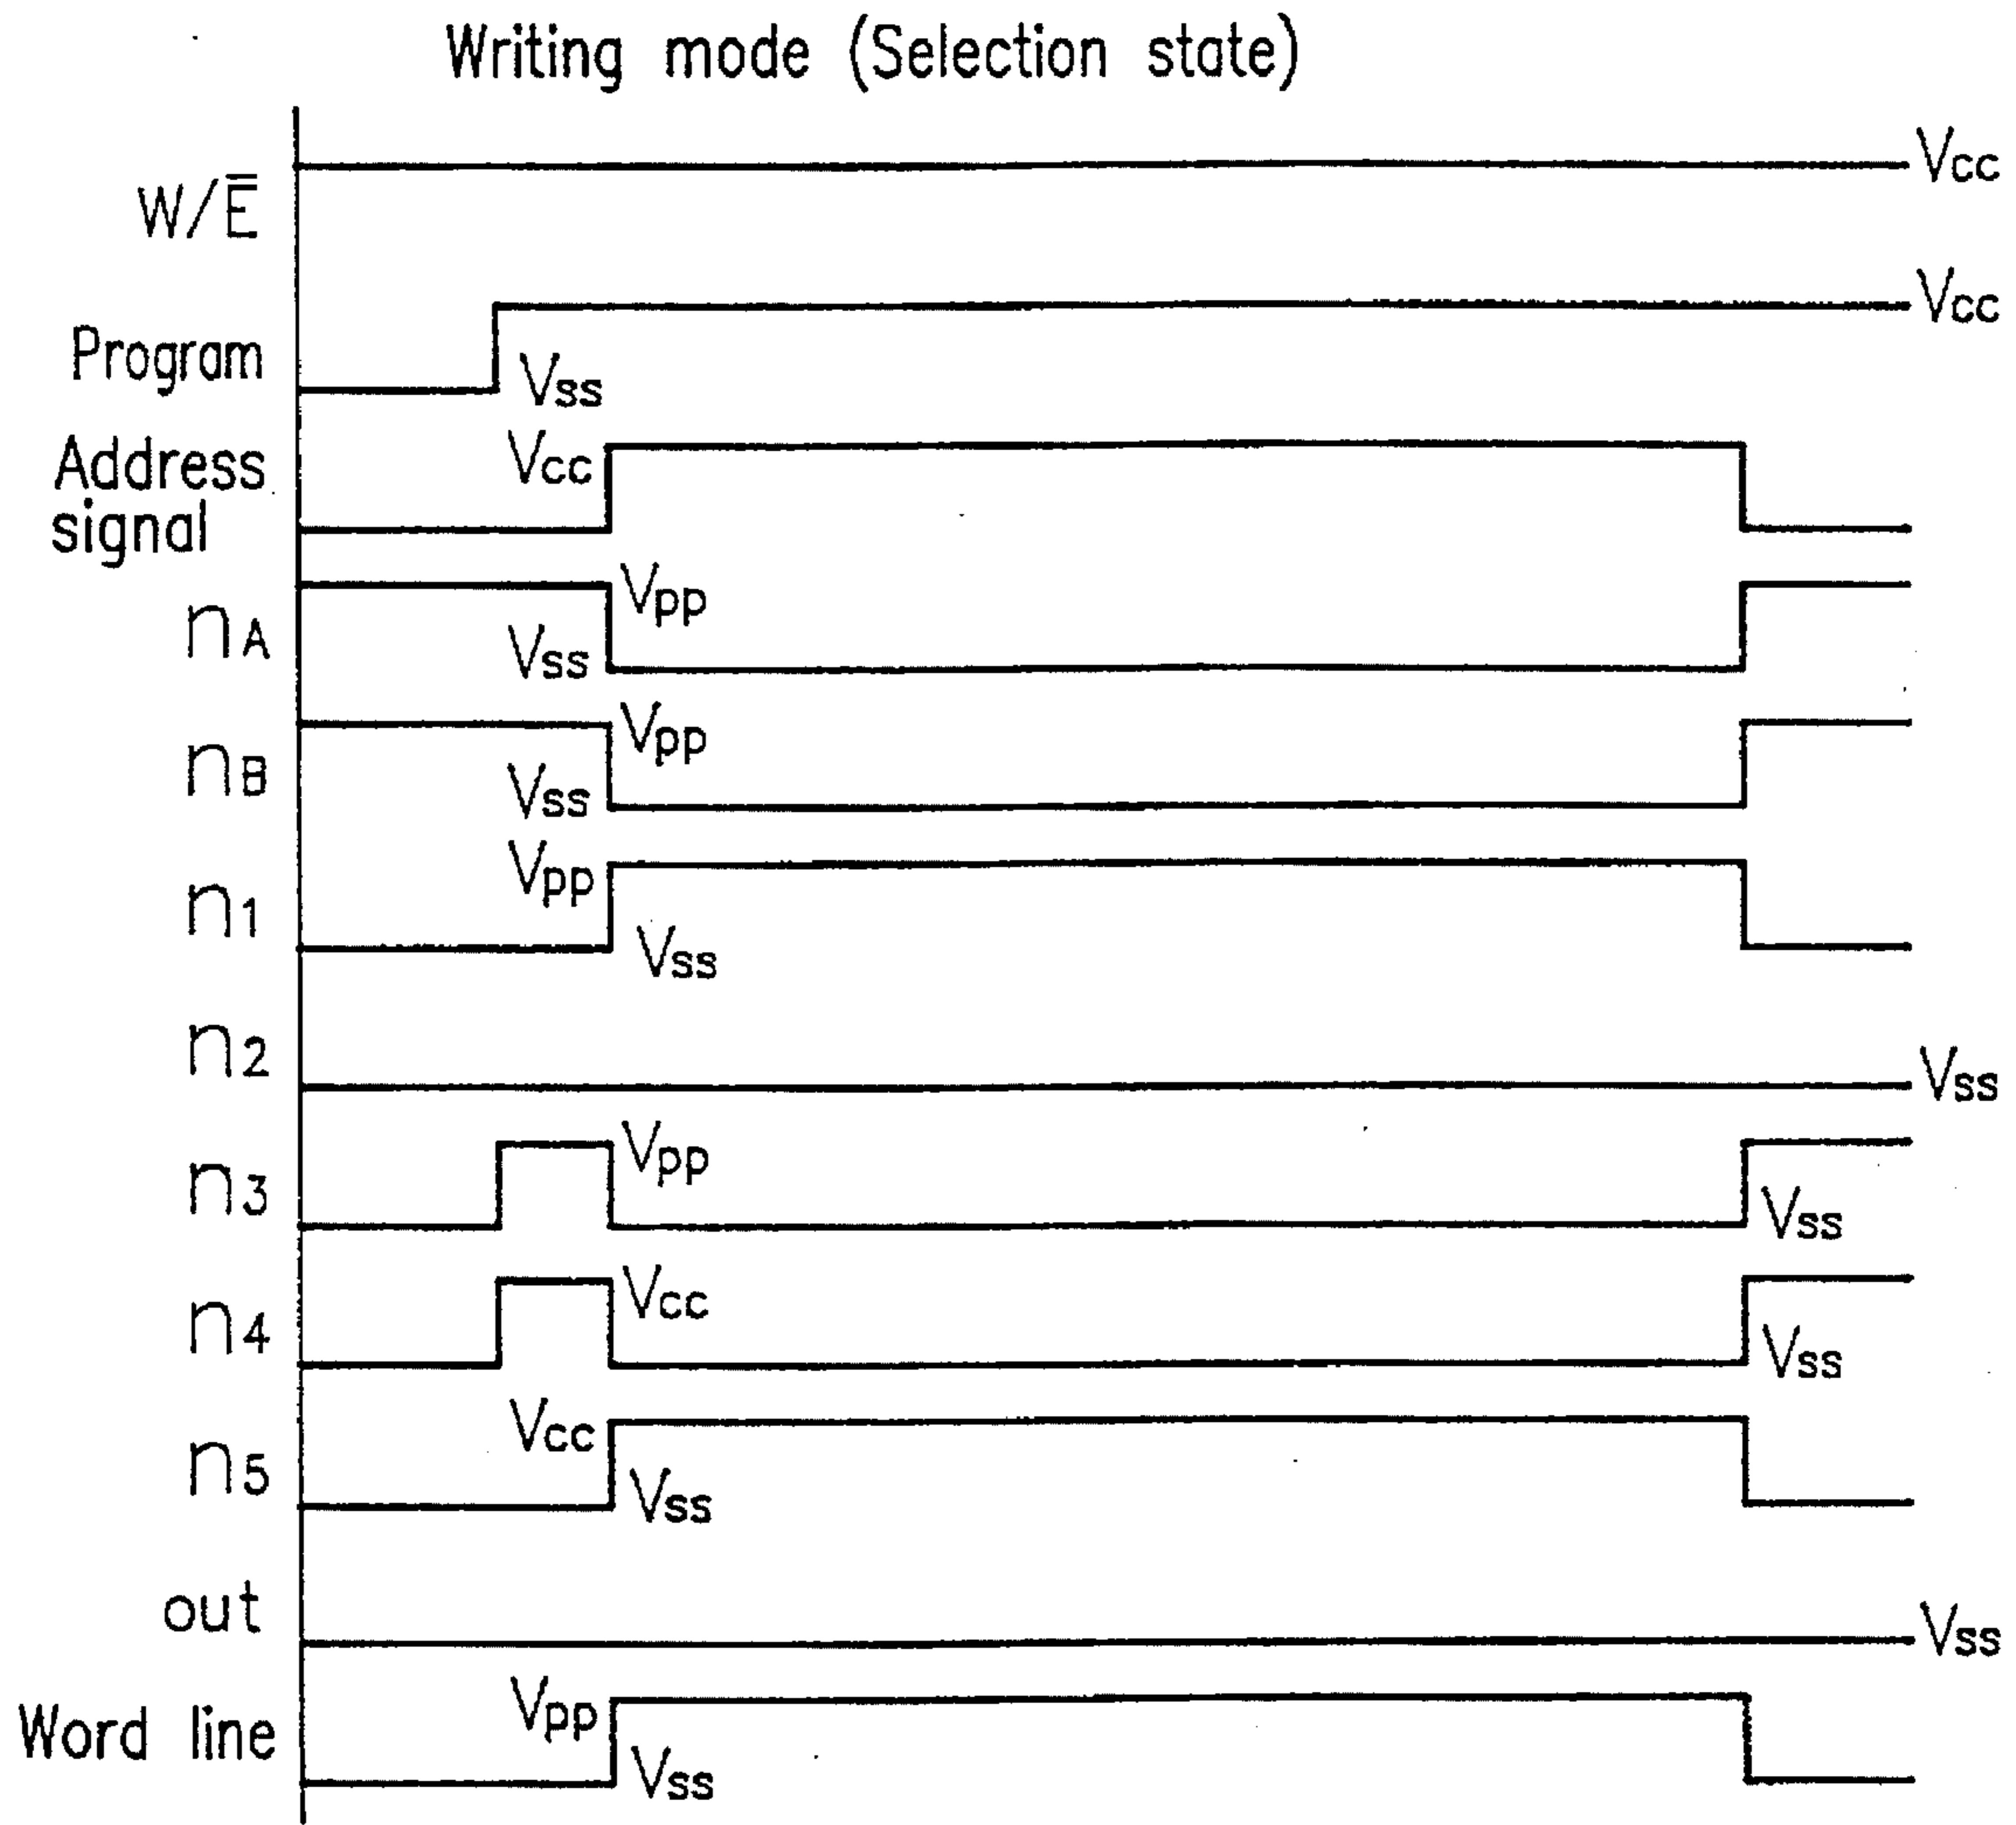 Writing mode (Selection state)
W/E̅
Vcc
Program
Vss
Vcc
Address
signal
Vcc
nA
Vpp
Vss
nB
Vpp
Vss
n1
Vpp
Vss
n2
Vss
n3
Vpp
Vss
n4
Vcc
Vss
n5
Vcc
Vss
out
Vss
Word line
Vpp
Vss